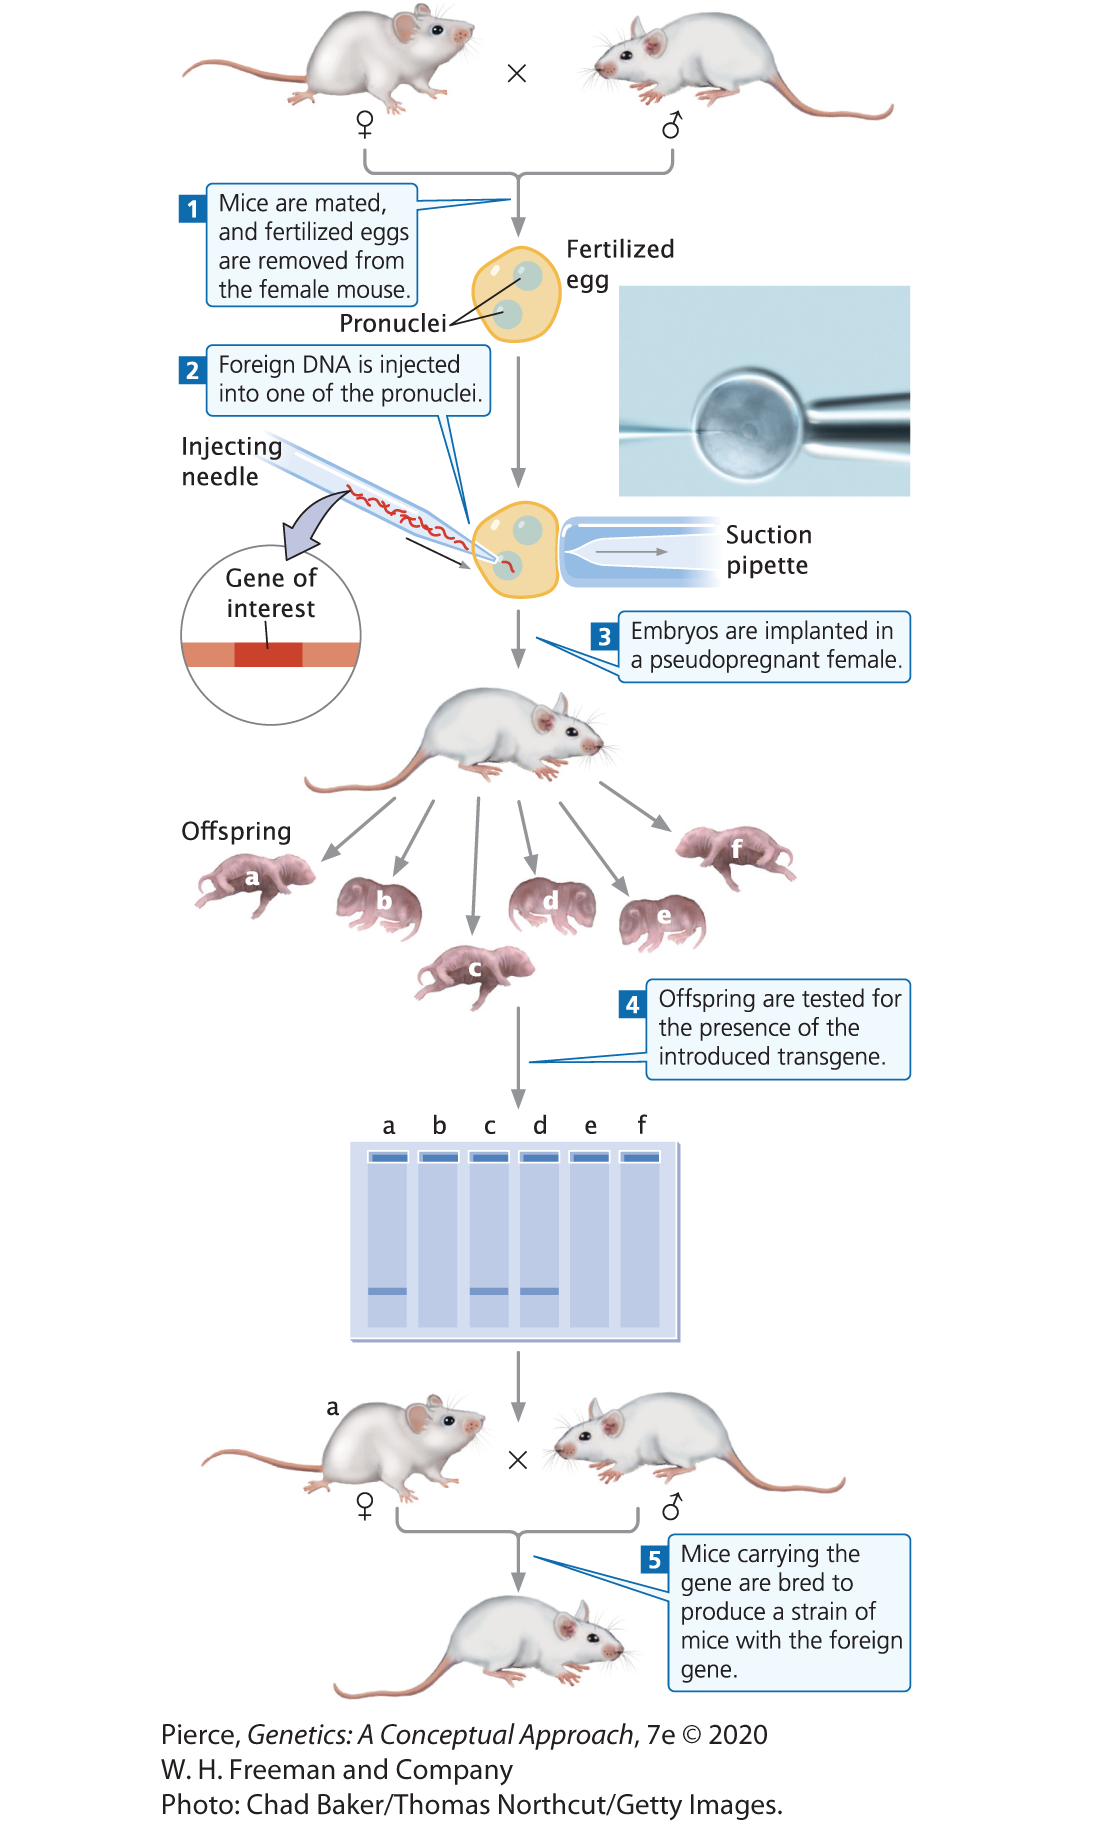 ×
♀
♂
1
Mice are mated,
and fertilized eggs
are removed from
the female mouse.
Fertilized
egg
Pronuclei
2
Foreign DNA is injected
into one of the pronuclei.
Injecting
needle
Suction
pipette
Gene of
interest
3
Embryos are implanted in
a pseudopregnant female.
Offspring
a
b
c
d
e
f
4
Offspring are tested for
the presence of the
introduced transgene.
a b c d e f
a
×
♀
♂
5
Mice carrying the
gene are bred to
produce a strain of
mice with the foreign
gene.
Pierce, Genetics: A Conceptual Approach, 7e © 2020
W. H. Freeman and Company
Photo: Chad Baker/Thomas Northcut/Getty Images.